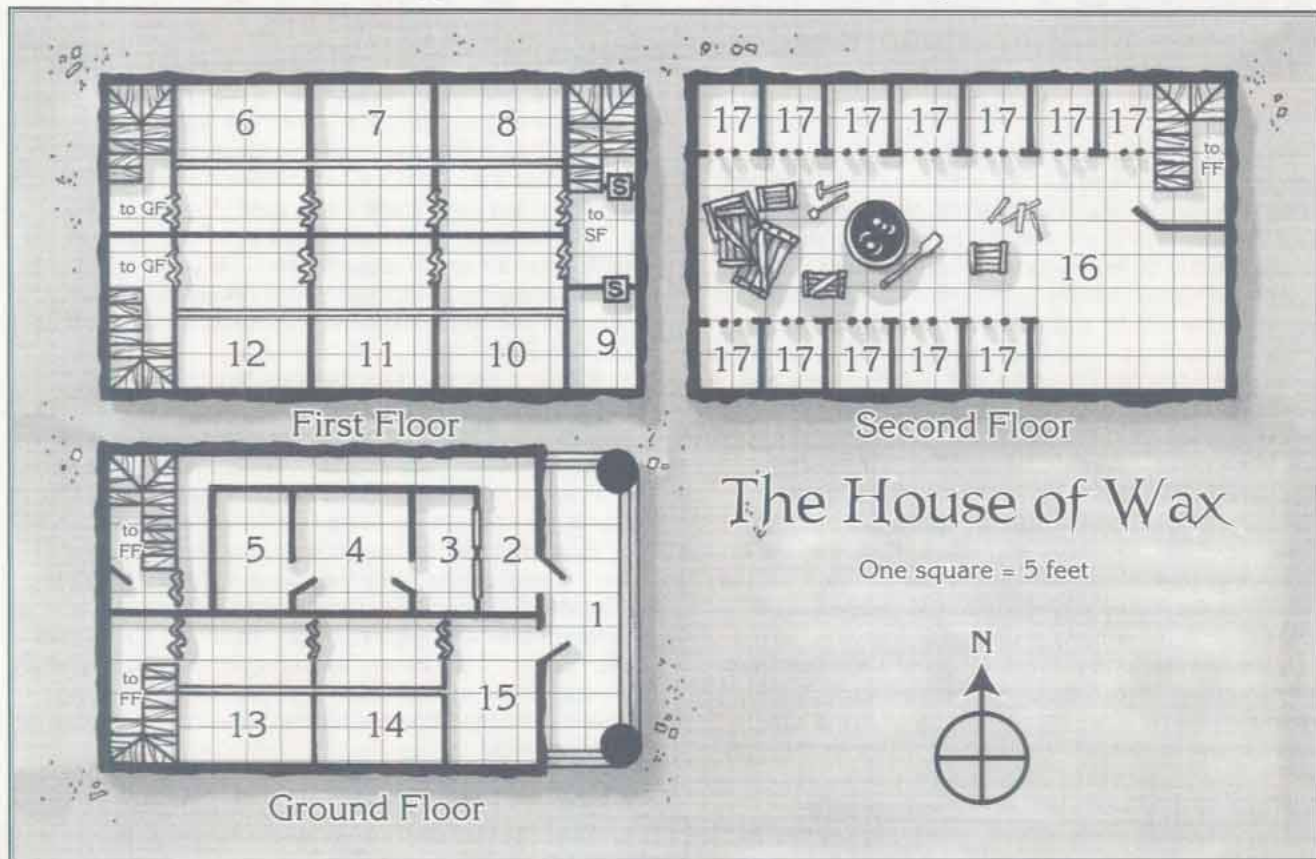 6 7 8
to GF
S
to
SF
to GF
S
12 11 10 9
First Floor
17 17 17 17 17 17 17
to
FF
16
17 17 17 17 17
Second Floor
to
FF
5 4 3 2
1
to
FF
13 14 15
Ground Floor
The House of Wax
One square = 5 feet
N